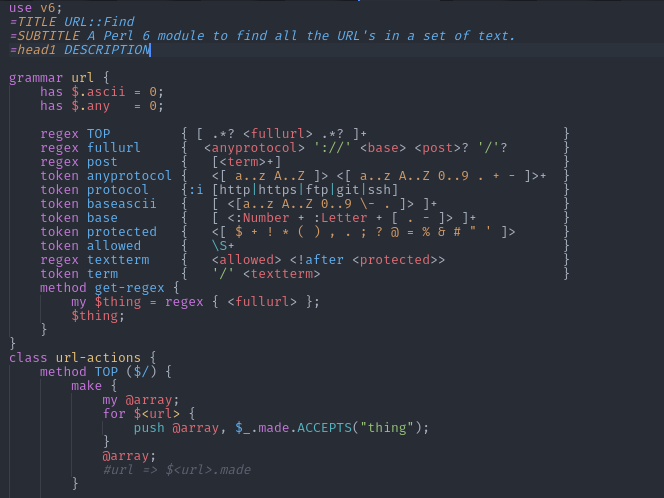 use v6;
=TITLE URL::Find
=SUBTITLE A Perl 6 module to find all the URL's in a set of text.
=head1 DESCRIPTION
grammar url {
    has $.ascii = 0;
    has $.any   = 0;
    regex TOP         { [ .*? <fullurl> .*? ]+                         }
    regex fullurl     {  <anyprotocol> '://' <base> <post>? '/'?       }
    regex post        {   [<term>+]                                    }
    token anyprotocol {   <[ a..z A..Z ]> <[ a..z A..Z 0..9 . + - ]>+  }
    token protocol    {:i [http|https|ftp|git|ssh]                     }
    token baseascii   {   [ <[a..z A..Z 0..9 \- . ]> ]+                }
    token base        {   [ <:Number + :Letter + [ . - ]> ]+           }
    token protected   {   <[ $ + ! * ( ) , . ; ? @ = % & # " ' ]>      }
    token allowed     {   \S+                                          }
    regex textterm    {   <allowed> <!after <protected>>               }
    token term        {   '/' <textterm>                               }
    method get-regex {
        my $thing = regex { <fullurl> };
        $thing;
    }
}
class url-actions {
    method TOP ($/) {
        make {
            my @array;
            for $<url> {
                push @array, $_.made.ACCEPTS("thing");
            }
            @array;
            #url => $<url>.made
        }